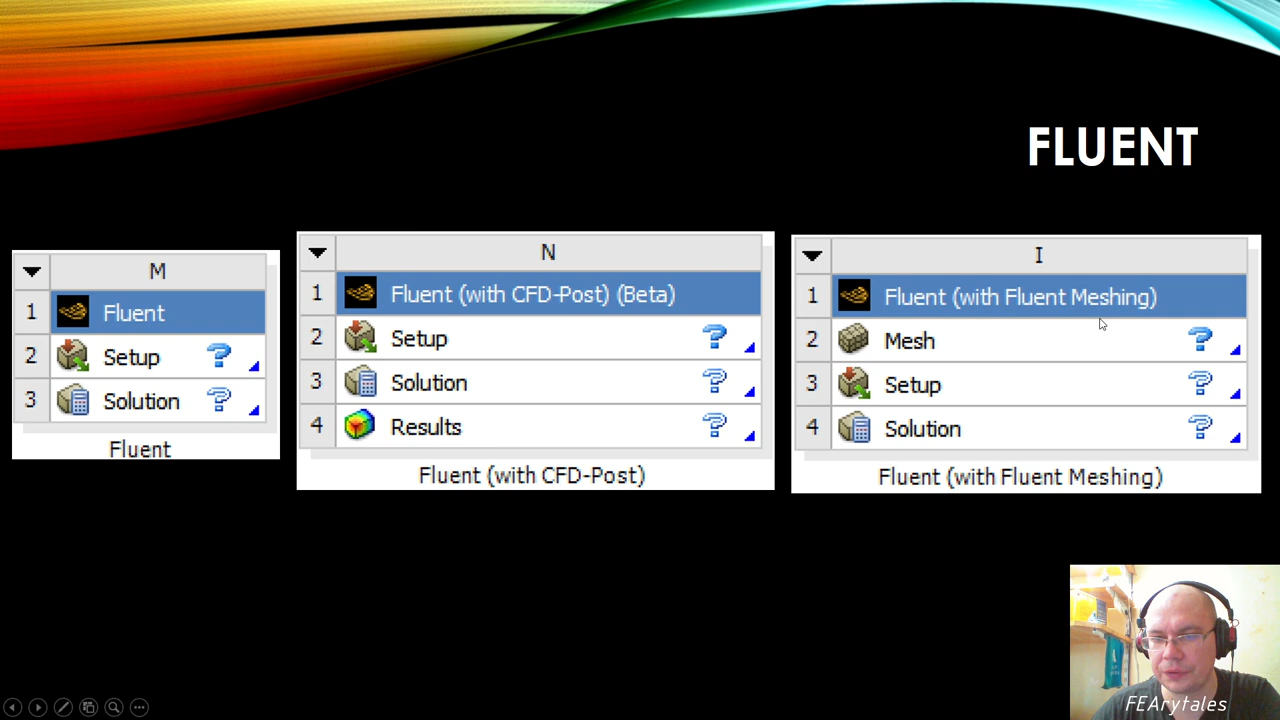 FLUENT
M
1 Fluent
2 Setup
3 Solution
Fluent
N
1 Fluent (with CFD-Post) (Beta)
2 Setup
3 Solution
4 Results
Fluent (with CFD-Post)
I
1 Fluent (with Fluent Meshing)
2 Mesh
3 Setup
4 Solution
Fluent (with Fluent Meshing)
FEArytales